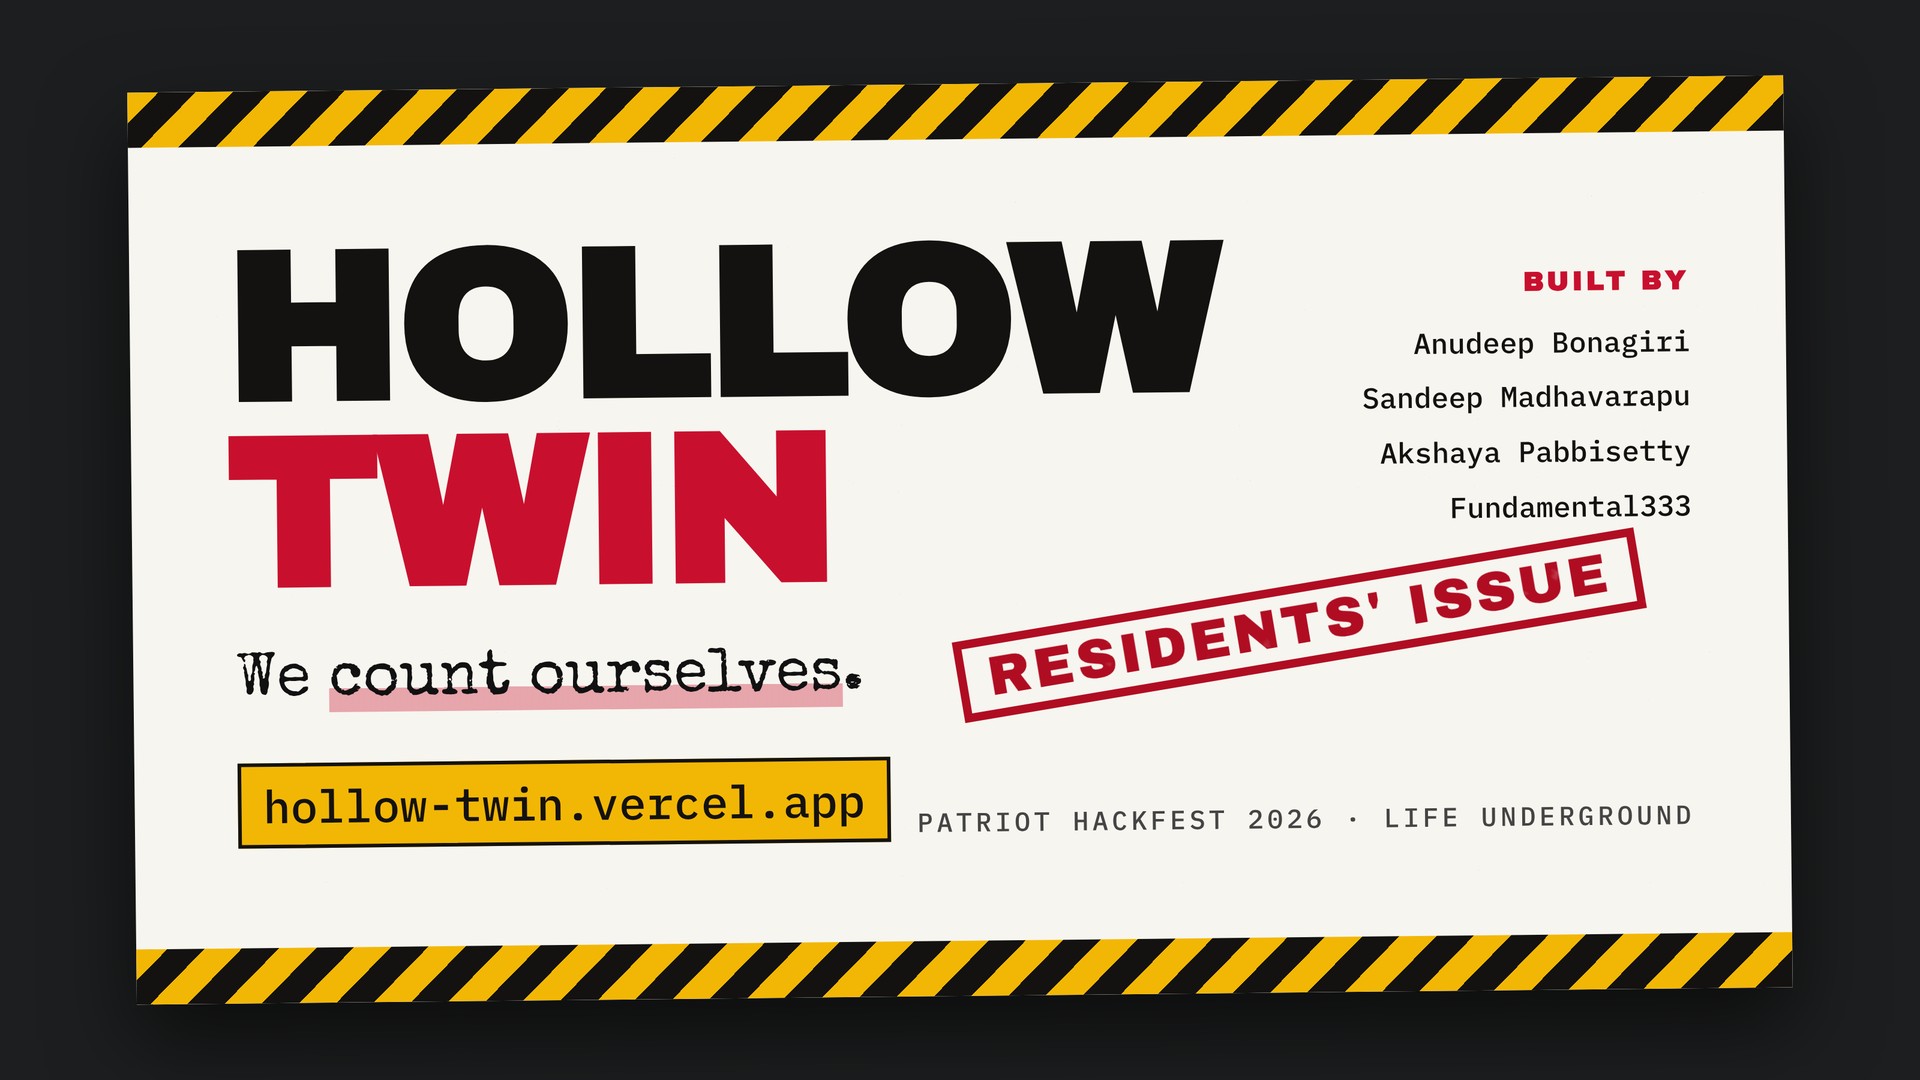 HOLLOW
TWIN
We count ourselves.
hollow-twin.vercel.app
BUILT BY
Anudeep Bonagiri
Sandeep Madhavarapu
Akshaya Pabbisetty
Fundamental333
RESIDENTS' ISSUE
PATRIOT HACKFEST 2026 · LIFE UNDERGROUND